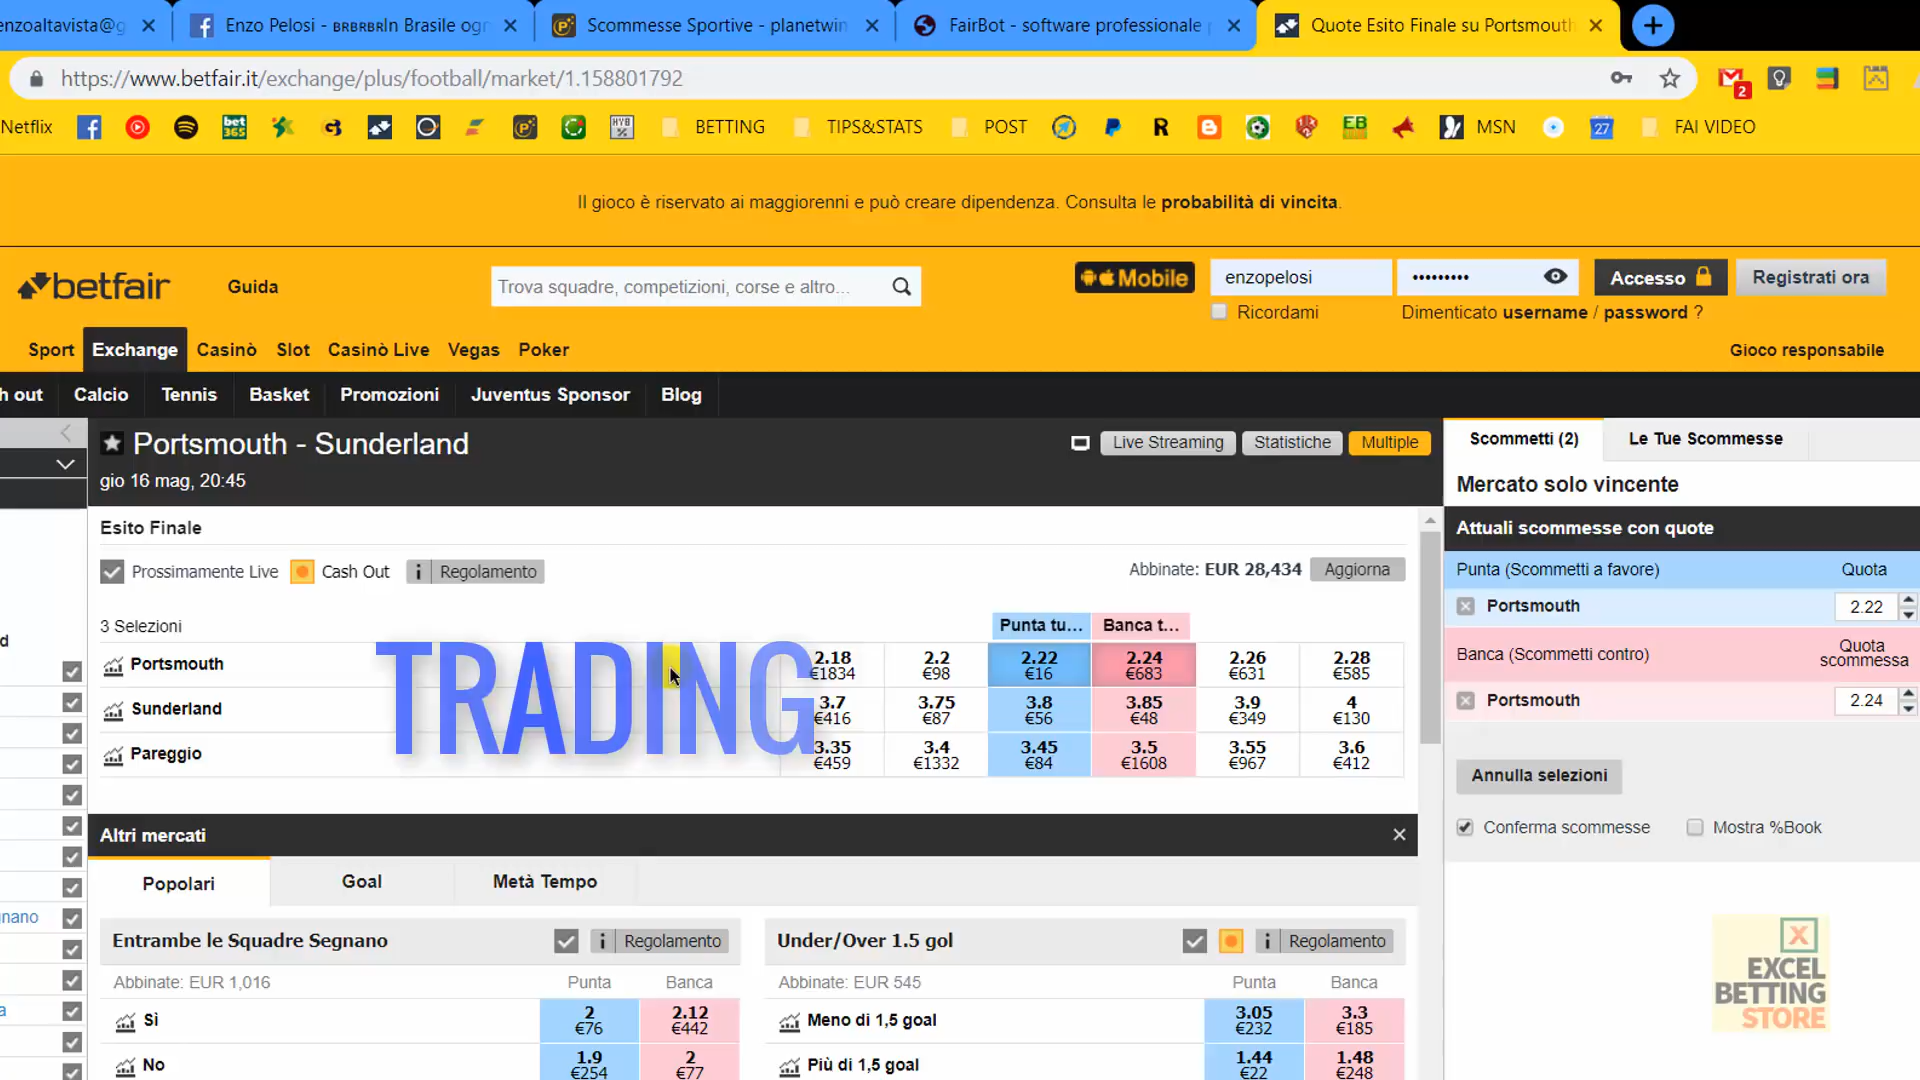 enzoaltavista@g
Enzo Pelosi - ʙʀʙʀʙʀIn Brasile ogn
Scommesse Sportive - planetwin
FairBot - software professionale p
Quote Esito Finale su Portsmouth
https://www.betfair.it/exchange/plus/football/market/1.158801792
2
Netflix
bet365
HYB
BETTING
TIPS&STATS
POST
EB
MSN
27
FAI VIDEO
Il gioco è riservato ai maggiorenni e può creare dipendenza. Consulta le probabilità di vincita.
betfair
Guida
Trova squadre, competizioni, corse e altro...
Mobile
enzopelosi
•••••••••
Accesso
Registrati ora
Ricordami
Dimenticato username / password ?
Sport Exchange Casinò Slot Casinò Live Vegas Poker
Gioco responsabile
h out Calcio Tennis Basket Promozioni Juventus Sponsor Blog
Portsmouth - Sunderland
gio 16 mag, 20:45
Live Streaming Statistiche Multiple
Esito Finale
Prossimamente Live Cash Out i Regolamento
Abbinate: EUR 28,434 Aggiorna
3 Selezioni
Punta tu... Banca t...
Portsmouth
2.18 2.2 2.22 2.24 2.26 2.28
€1834 €98 €16 €683 €631 €585
Sunderland
3.7 3.75 3.8 3.85 3.9 4
€416 €87 €56 €48 €349 €130
Pareggio
3.35 3.4 3.45 3.5 3.55 3.6
€459 €1332 €84 €1608 €967 €412
TRADING
Altri mercati
Popolari Goal Metà Tempo
Entrambe le Squadre Segnano
i Regolamento
Abbinate: EUR 1,016 Punta Banca
Sì
2 2.12
€76 €442
No
1.9 2
€254 €77
Under/Over 1.5 gol
i Regolamento
Abbinate: EUR 545 Punta Banca
Meno di 1,5 goal
3.05 3.3
€232 €185
Più di 1,5 goal
1.44 1.48
€22 €248
d
gnano
a
Scommetti (2) Le Tue Scommesse
Mercato solo vincente
Attuali scommesse con quote
Punta (Scommetti a favore) Quota
Portsmouth 2.22
Banca (Scommetti contro) Quota scommessa
Portsmouth 2.24
Annulla selezioni
Conferma scommesse Mostra %Book
X
EXCEL
BETTING
STORE